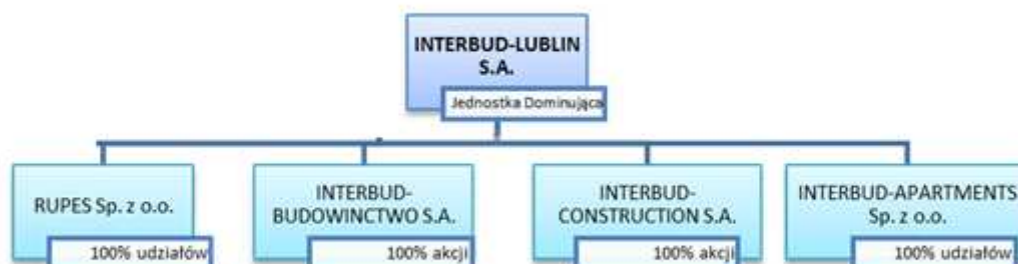 INTERBUD-LUBLIN
S.A.
Jednostka Dominująca
RUPES Sp. z o.o.
100% udziałów
INTERBUD-
BUDOWINCTWO S.A.
100% akcji
INTERBUD-
CONSTRUCTION S.A.
100% akcji
INTERBUD-APARTMENTS
Sp. z o.o.
100% udziałów